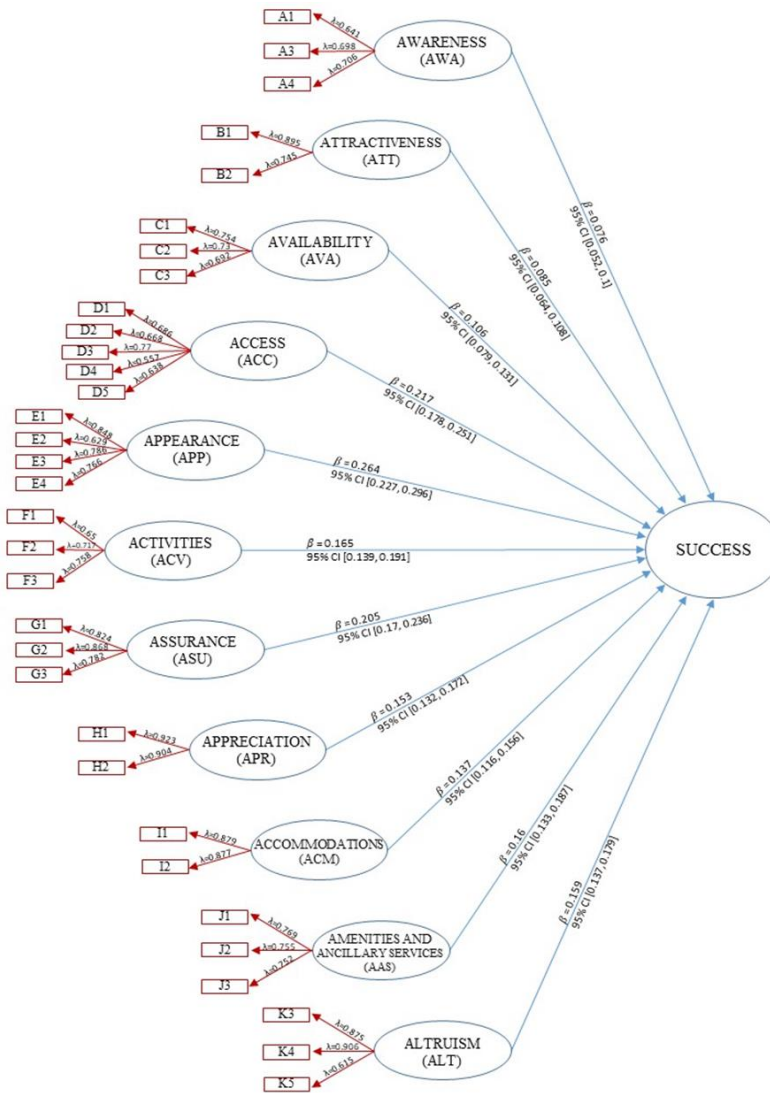 A1
λ=0.641
A3
λ=0.698
A4
λ=0.706
AWARENESS
(AWA)
β = 0.076
95% CI [0.052, 0.1]
B1
λ=0.895
B2
λ=0.745
ATTRACTIVENESS
(ATT)
β = 0.085
95% CI [0.064, 0.108]
C1
λ=0.754
C2
λ=0.73
C3
λ=0.692
AVAILABILITY
(AVA)
β = 0.106
95% CI [0.079, 0.131]
D1
λ=0.686
D2
λ=0.668
D3
λ=0.77
D4
λ=0.557
D5
λ=0.638
ACCESS
(ACC)
β = 0.217
95% CI [0.178, 0.251]
E1
λ=0.848
E2
λ=0.629
E3
λ=0.786
E4
λ=0.766
APPEARANCE
(APP)
β = 0.264
95% CI [0.227, 0.296]
F1
λ=0.65
F2
λ=0.717
F3
λ=0.758
ACTIVITIES
(ACV)
β = 0.165
95% CI [0.139, 0.191]
SUCCESS
G1
λ=0.824
G2
λ=0.868
G3
λ=0.782
ASSURANCE
(ASU)
β = 0.205
95% CI [0.17, 0.236]
H1
λ=0.923
H2
λ=0.904
APPRECIATION
(APR)
β = 0.153
95% CI [0.132, 0.172]
I1
λ=0.879
I2
λ=0.877
ACCOMMODATIONS
(ACM)
β = 0.137
95% CI [0.116, 0.156]
J1
λ=0.769
J2
λ=0.755
J3
λ=0.752
AMENITIES AND
ANCILLARY SERVICES
(AAS)
β = 0.16
95% CI [0.133, 0.187]
K3
λ=0.875
K4
λ=0.906
K5
λ=0.615
ALTRUISM
(ALT)
β = 0.159
95% CI [0.137, 0.179]